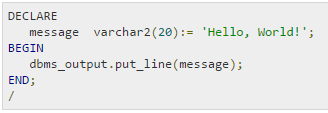 DECLARE
   message  varchar2(20):= 'Hello, World!';
BEGIN
   dbms_output.put_line(message);
END;
/